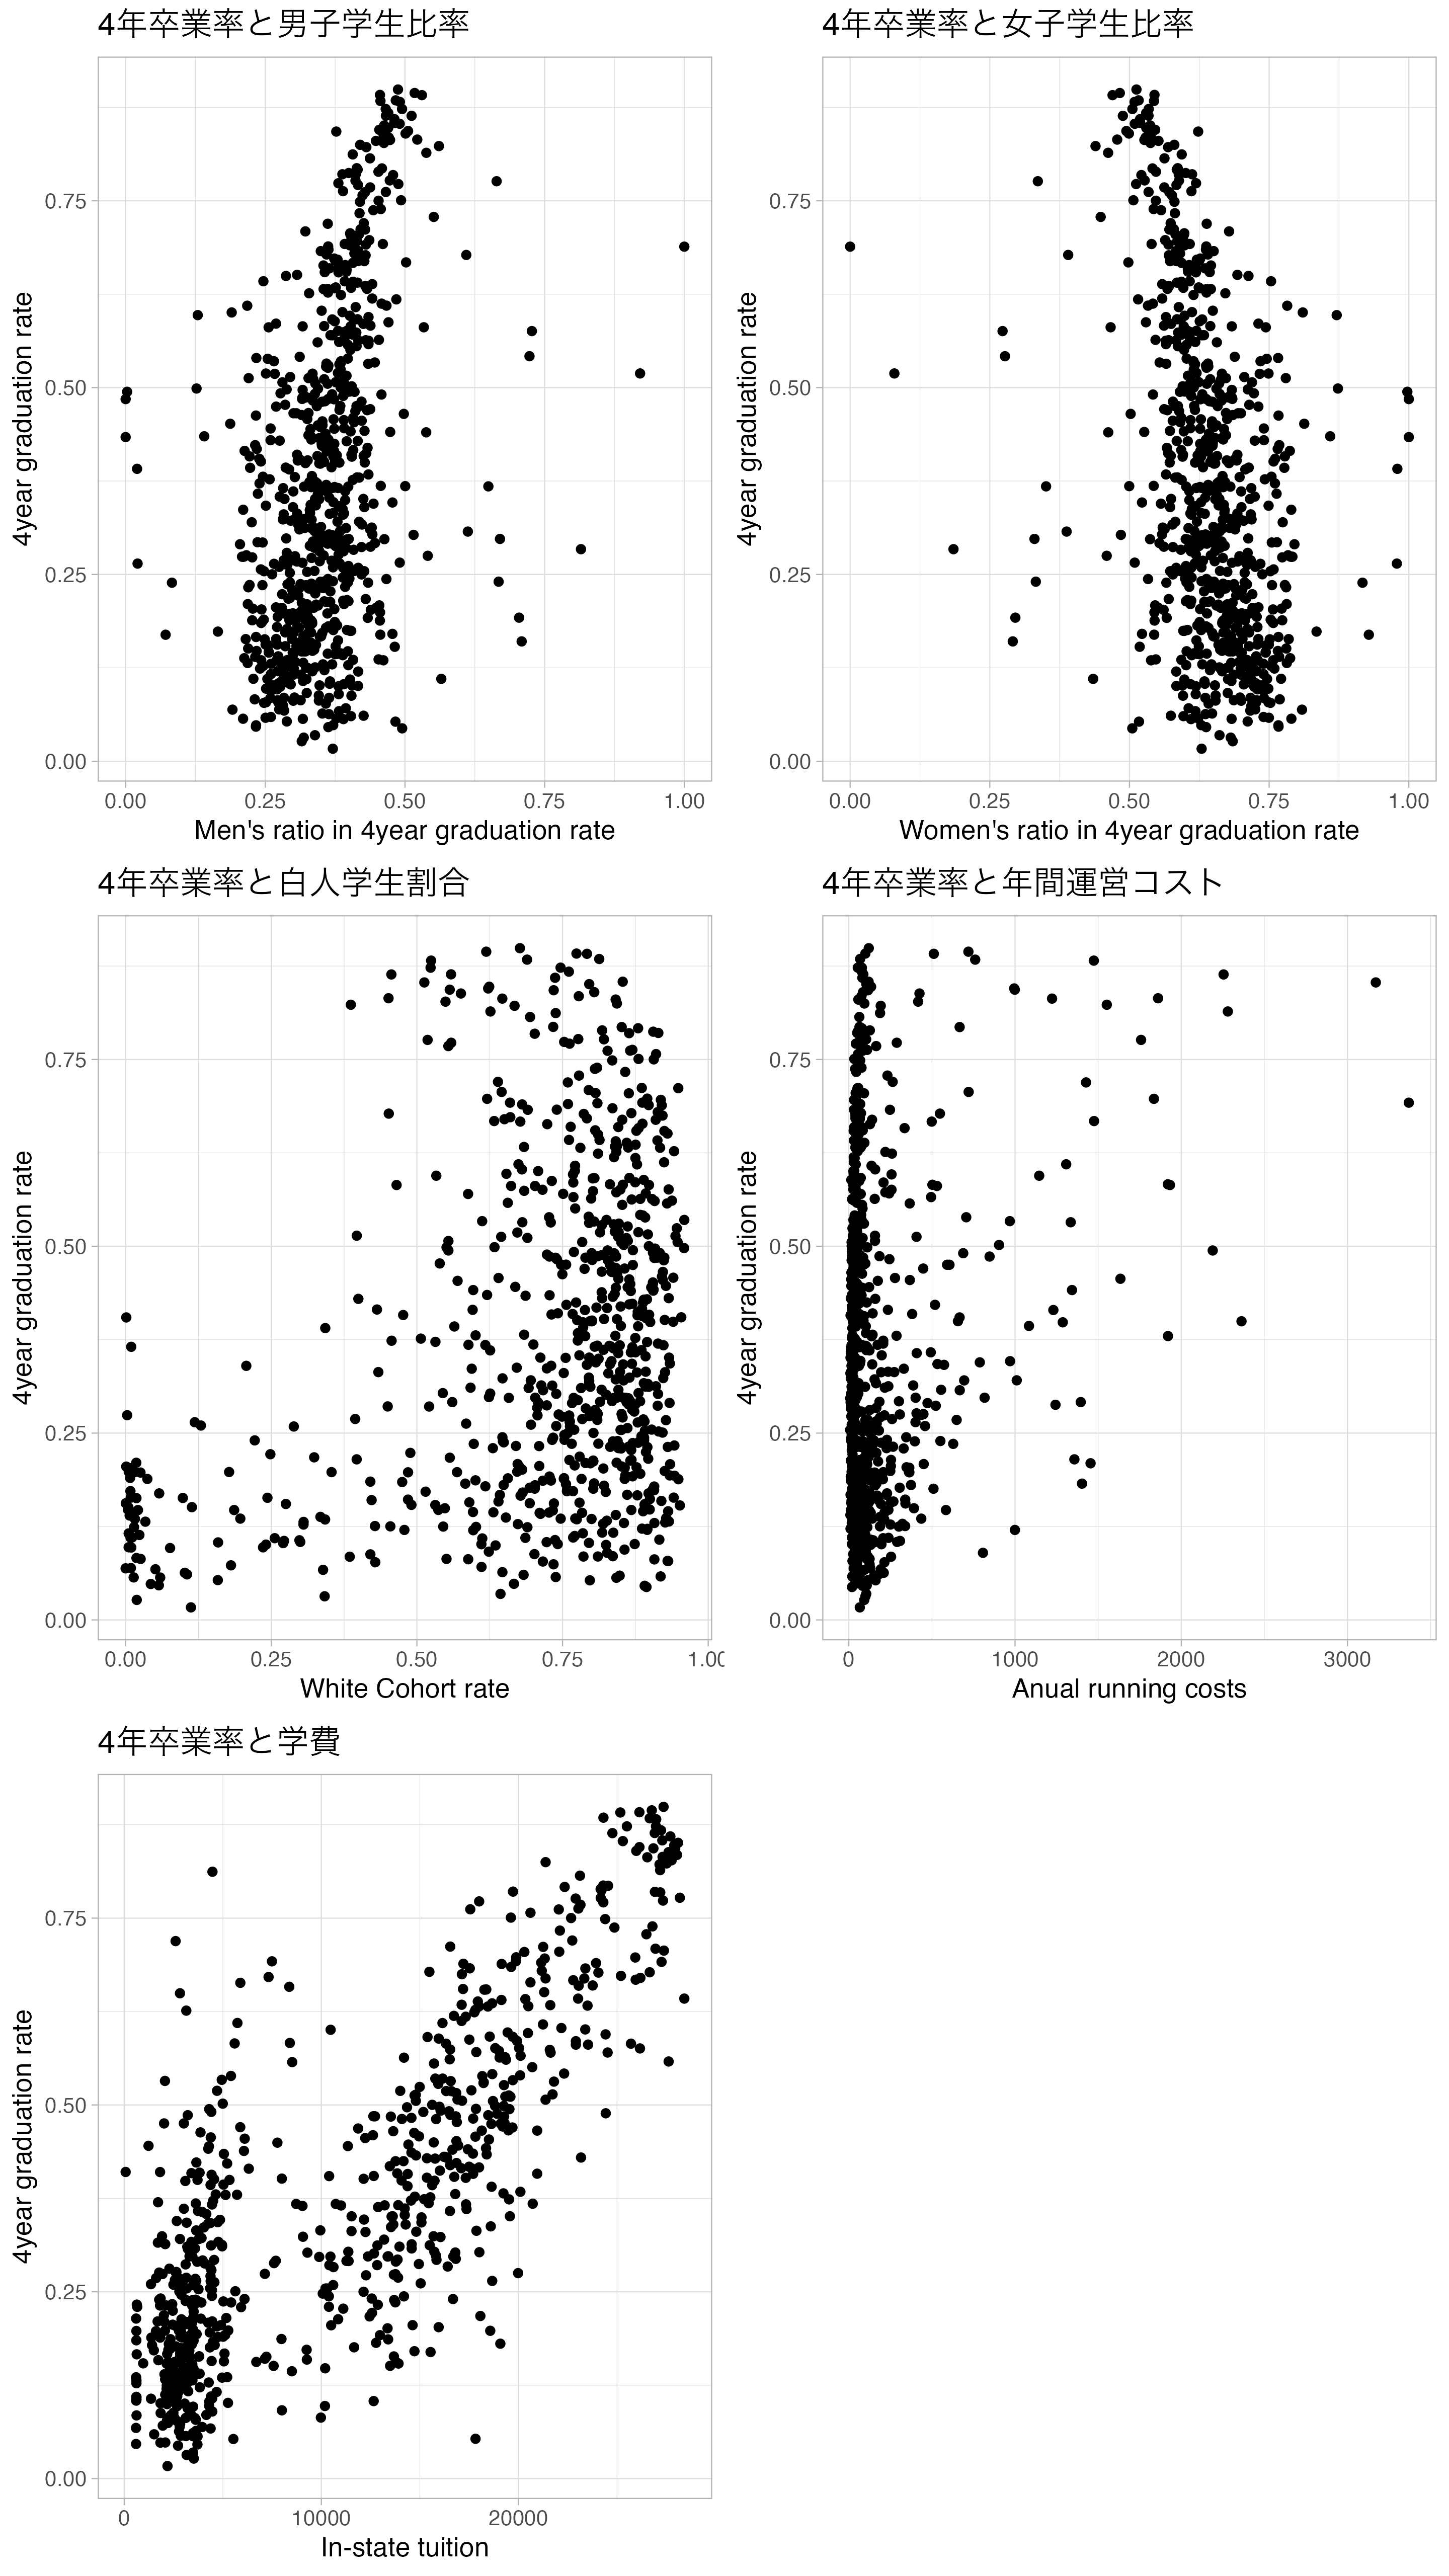 4年卒業率と男子学生比率
4year graduation rate
0.75
0.50
0.25
0.00
0.00 0.25 0.50 0.75 1.00
Men's ratio in 4year graduation rate
4年卒業率と女子学生比率
4year graduation rate
0.75
0.50
0.25
0.00
0.00 0.25 0.50 0.75 1.00
Women's ratio in 4year graduation rate
4年卒業率と白人学生割合
4year graduation rate
0.75
0.50
0.25
0.00
0.00 0.25 0.50 0.75 1.00
White Cohort rate
4年卒業率と年間運営コスト
4year graduation rate
0.75
0.50
0.25
0.00
0 1000 2000 3000
Anual running costs
4年卒業率と学費
4year graduation rate
0.75
0.50
0.25
0.00
0 10000 20000
In-state tuition